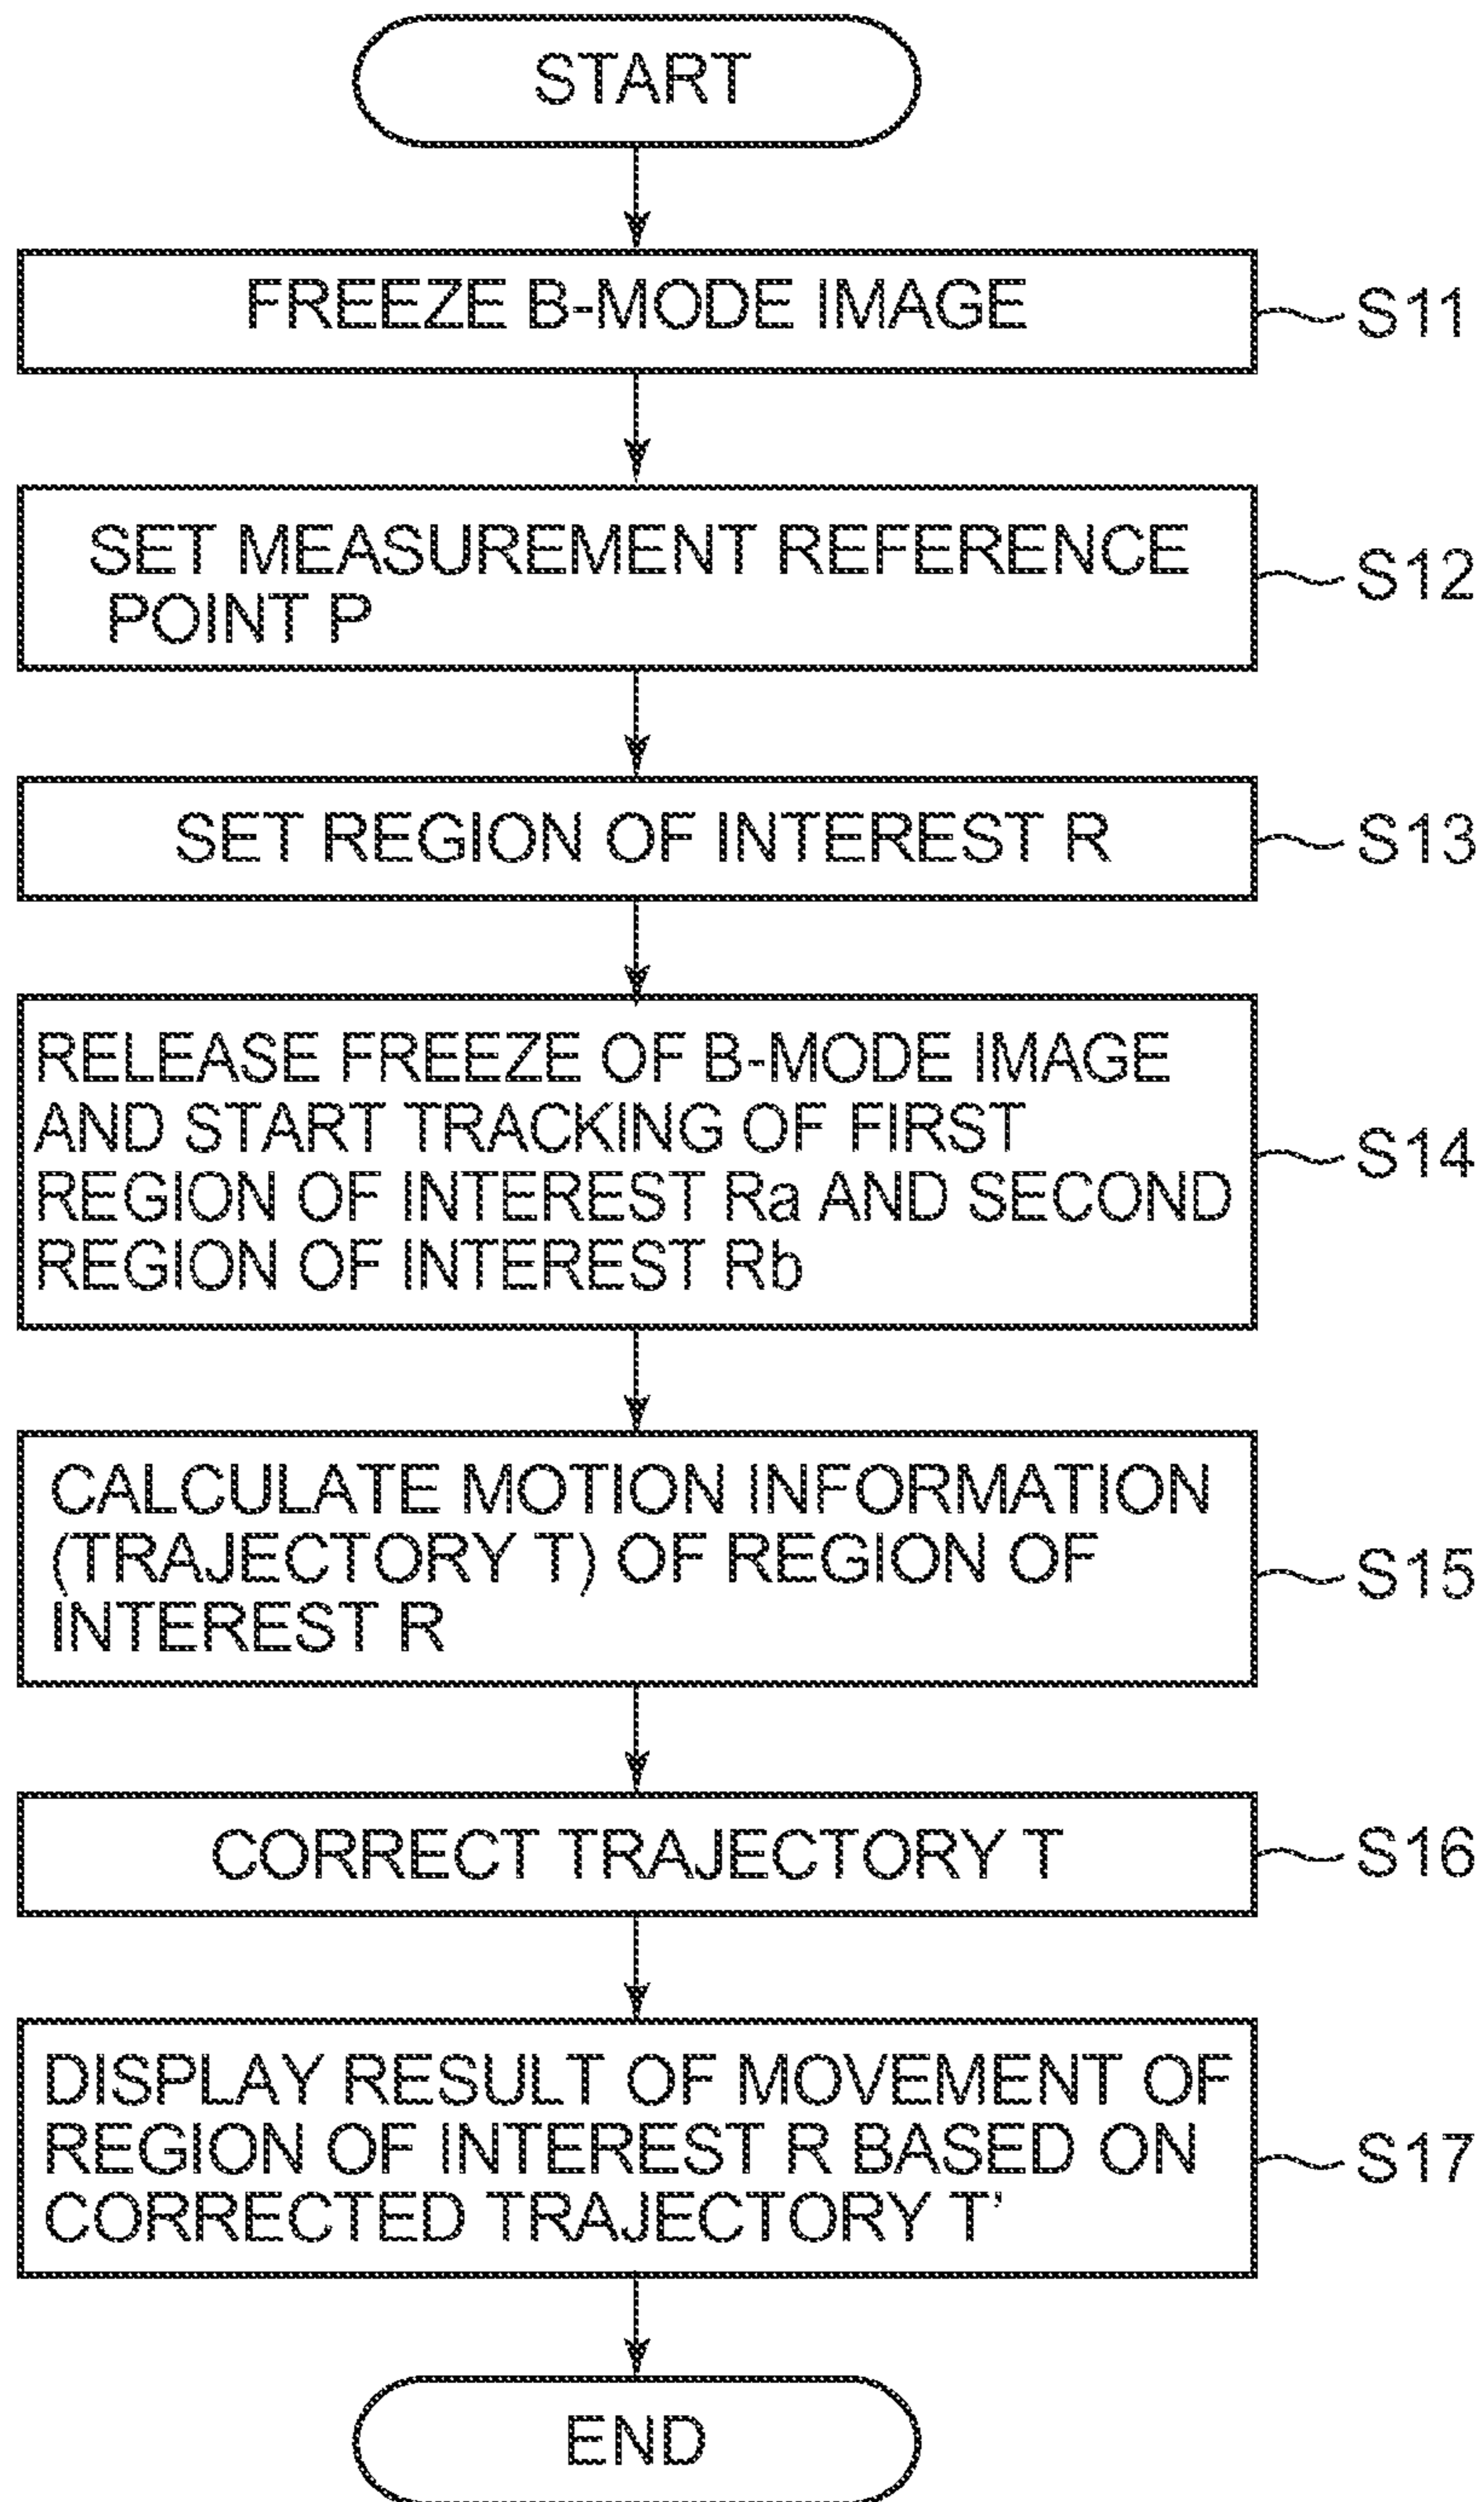 START
FREEZE B-MODE IMAGE
S11
SET MEASUREMENT REFERENCE
POINT P
S12
SET REGION OF INTEREST R
S13
RELEASE FREEZE OF B-MODE IMAGE
AND START TRACKING OF FIRST
REGION OF INTEREST Ra AND SECOND
REGION OF INTEREST Rb
S14
CALCULATE MOTION INFORMATION
(TRAJECTORY T) OF REGION OF
INTEREST R
S15
CORRECT TRAJECTORY T
S16
DISPLAY RESULT OF MOVEMENT OF
REGION OF INTEREST R BASED ON
CORRECTED TRAJECTORY T’
S17
END